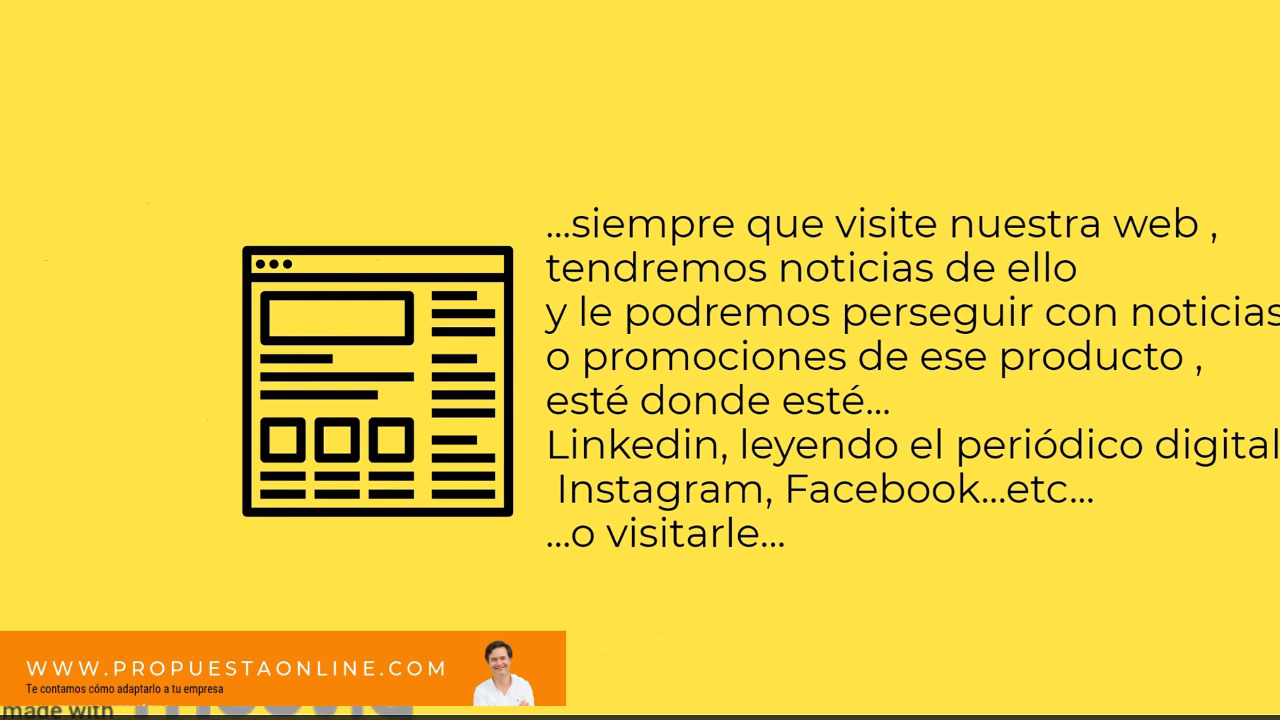 ...siempre que visite nuestra web ,
tendremos noticias de ello
y le podremos perseguir con noticias
o promociones de ese producto ,
esté donde esté...
Linkedin, leyendo el periódico digital
Instagram, Facebook...etc...
...o visitarle...
WWW.PROPUESTAONLINE.COM
Te contamos cómo adaptarlo a tu empresa
made with